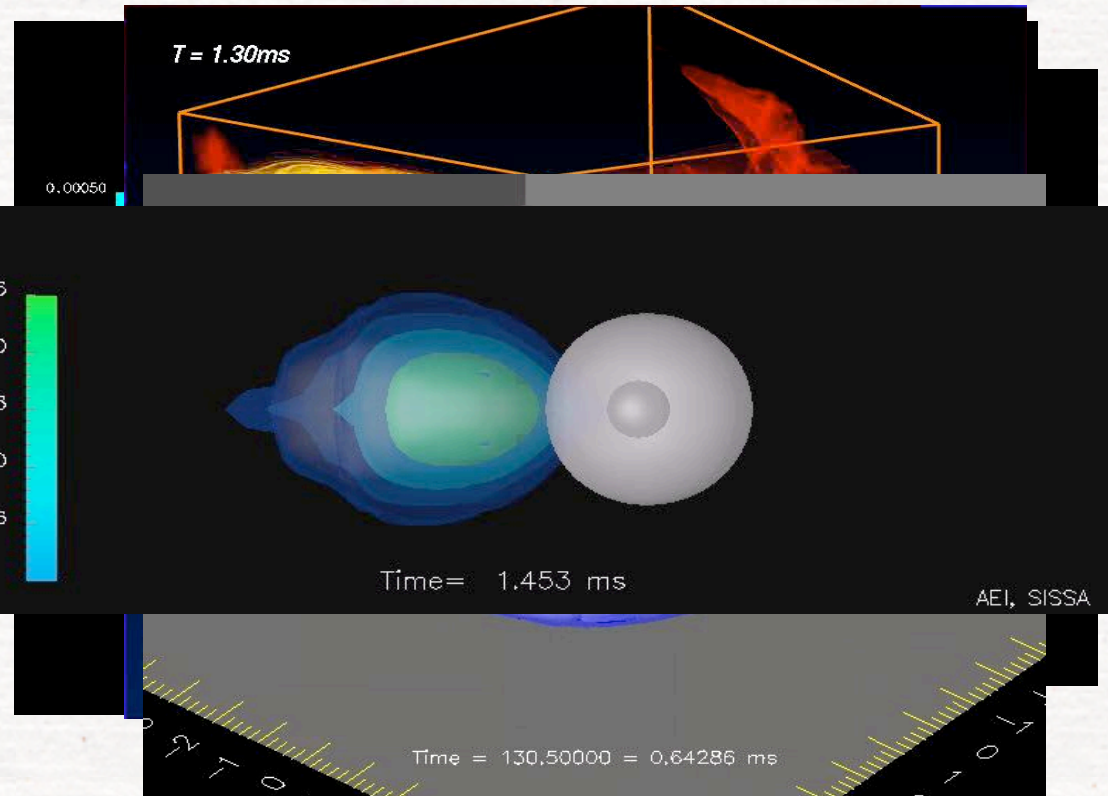 T = 1.30ms
0.00050
Time= 1.453 ms
AEI, SISSA
Time = 130.50000 = 0.64286 ms